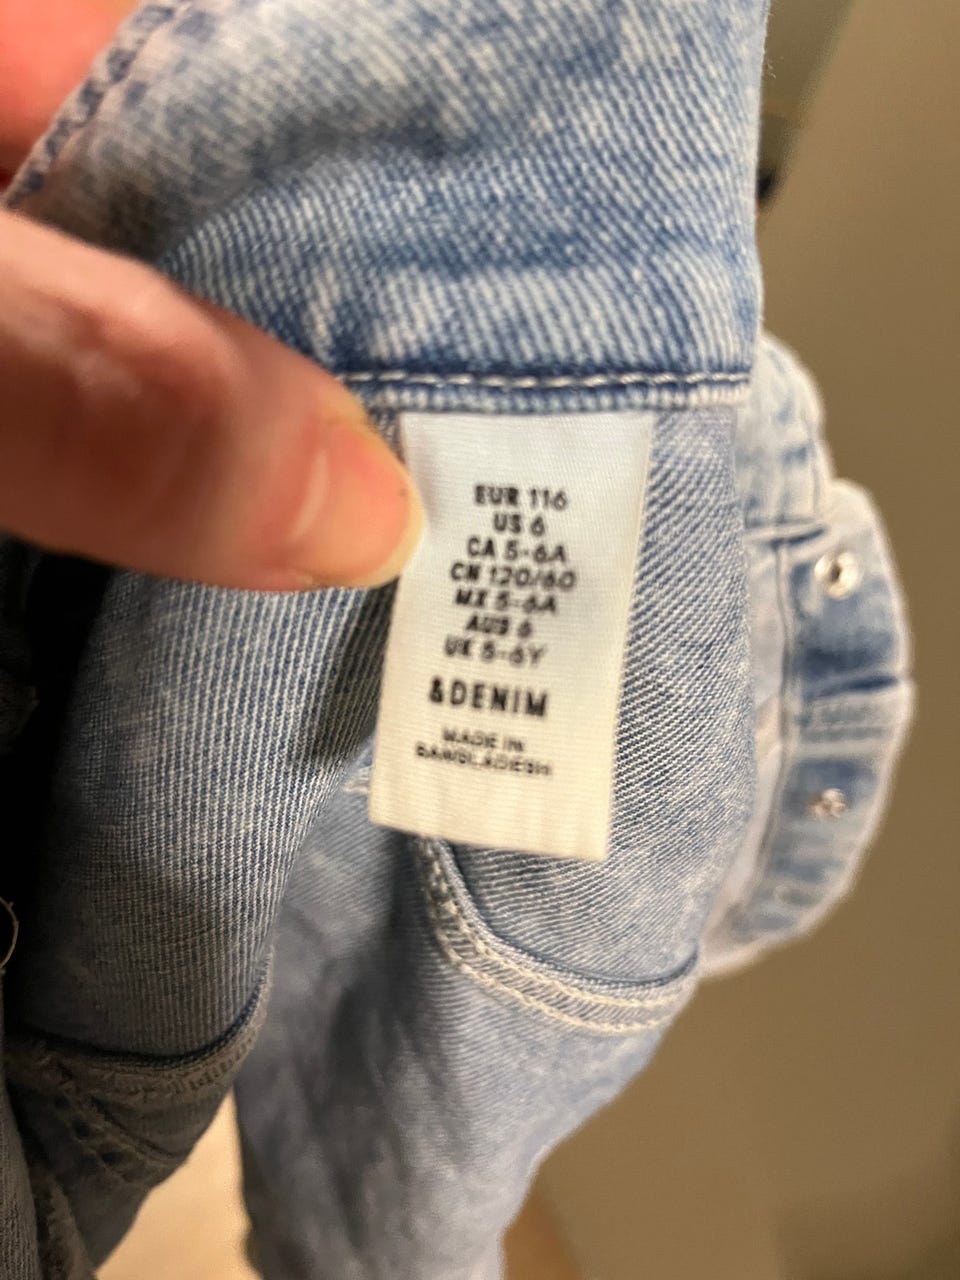 EUR 116
US 6
CA 5-6A
CN 120/60
MX 5-6A
AUS 6
UK 5-6Y
&DENIM
MADE IN
BANGLADESH